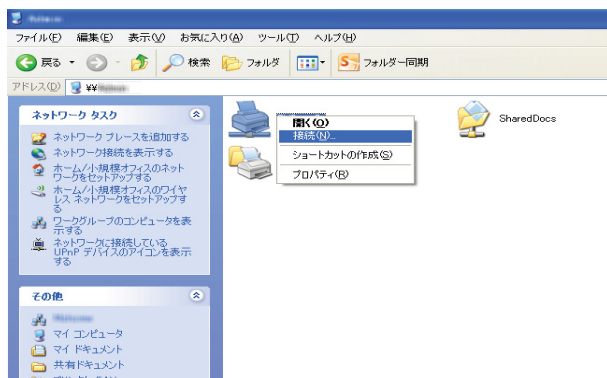 ファイル(F) 編集(E) 表示(V) お気に入り(A) ツール(T) ヘルプ(H)
戻る 検索 フォルダ フォルダー同期
アドレス(D) ¥¥
ネットワーク タスク
ネットワーク プレースを追加する
ネットワーク接続を表示する
ホーム/小規模オフィスのネット
ワークをセットアップする
ホーム/小規模オフィスのワイヤ
レス ネットワークをセットアップす
る
ワークグループのコンピュータを表
示する
ネットワークに接続している
UPnP デバイスのアイコンを表示
する
その他
マイ コンピュータ
マイ ドキュメント
共有ドキュメント
開く(O)
接続(N)...
ショートカットの作成(S)
プロパティ(R)
SharedDocs